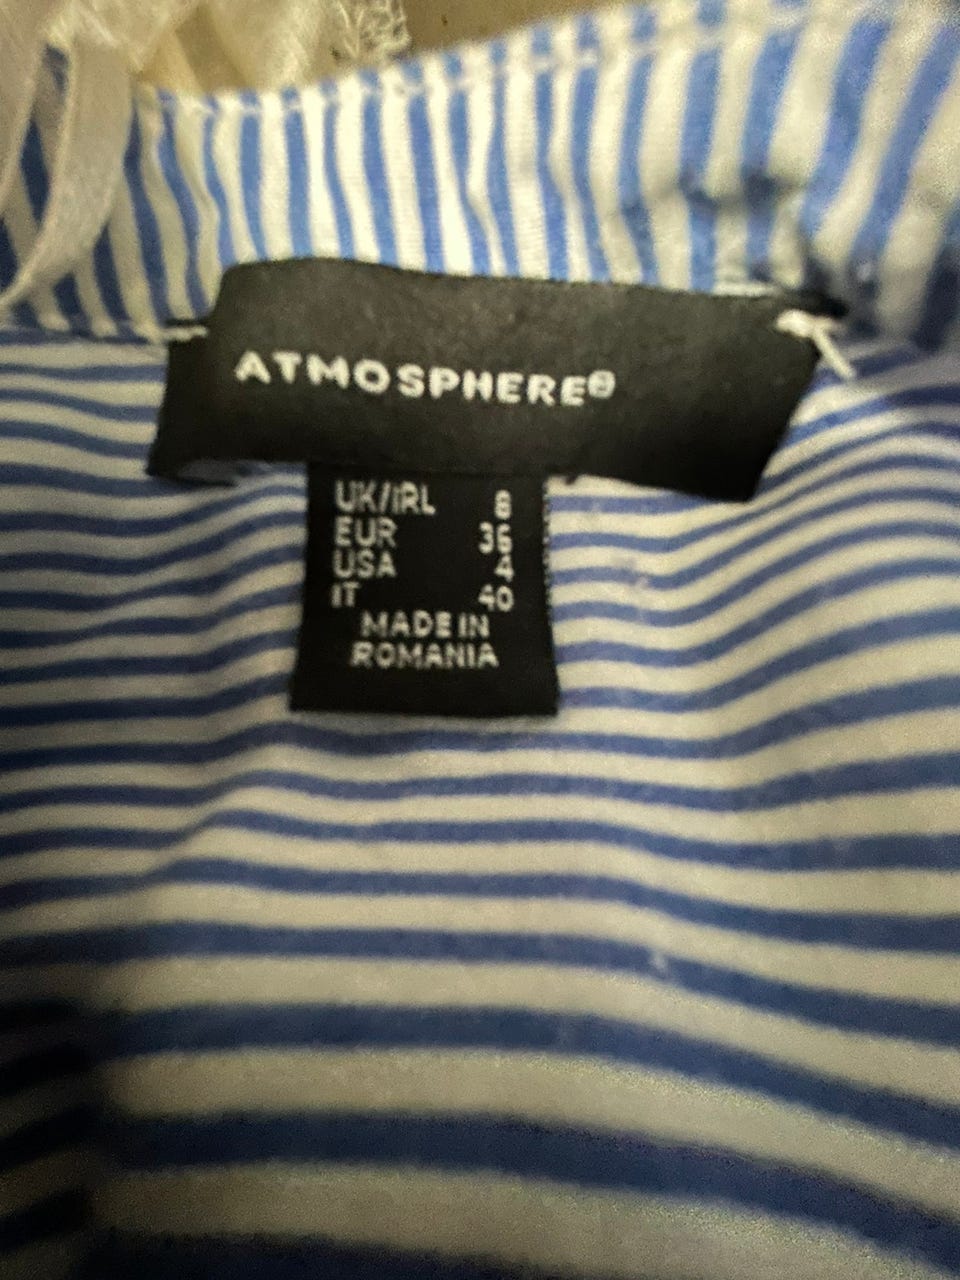 ATMOSPHERE®
UK/IRL 8
EUR 36
USA 4
IT 40
MADE IN
ROMANIA